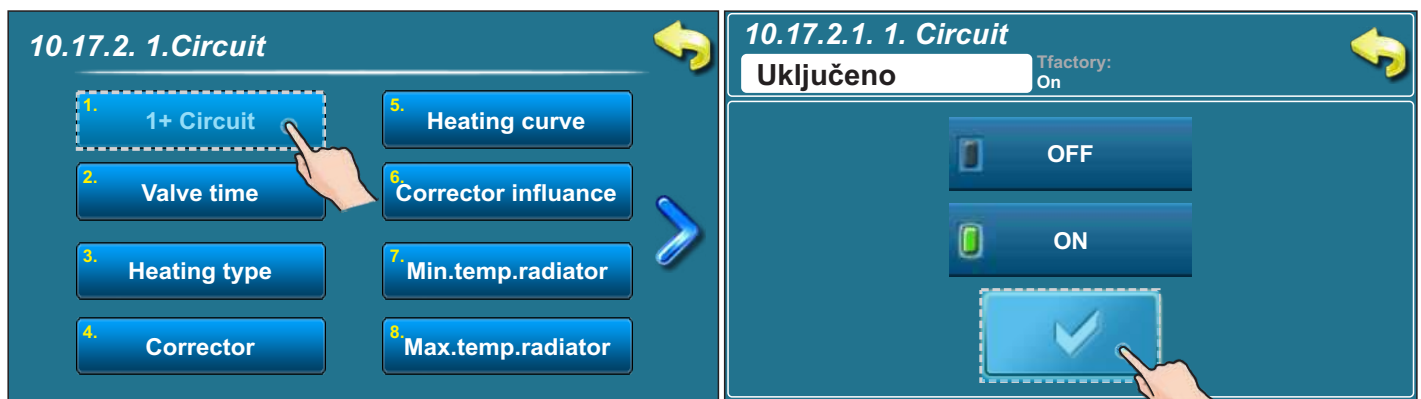 10.17.2. 1.Circuit
1. 1+ Circuit
2. Valve time
3. Heating type
4. Corrector
5. Heating curve
6. Corrector influance
7. Min.temp.radiator
8. Max.temp.radiator
10.17.2.1. 1. Circuit
Uključeno
Tfactory:
On
OFF
ON